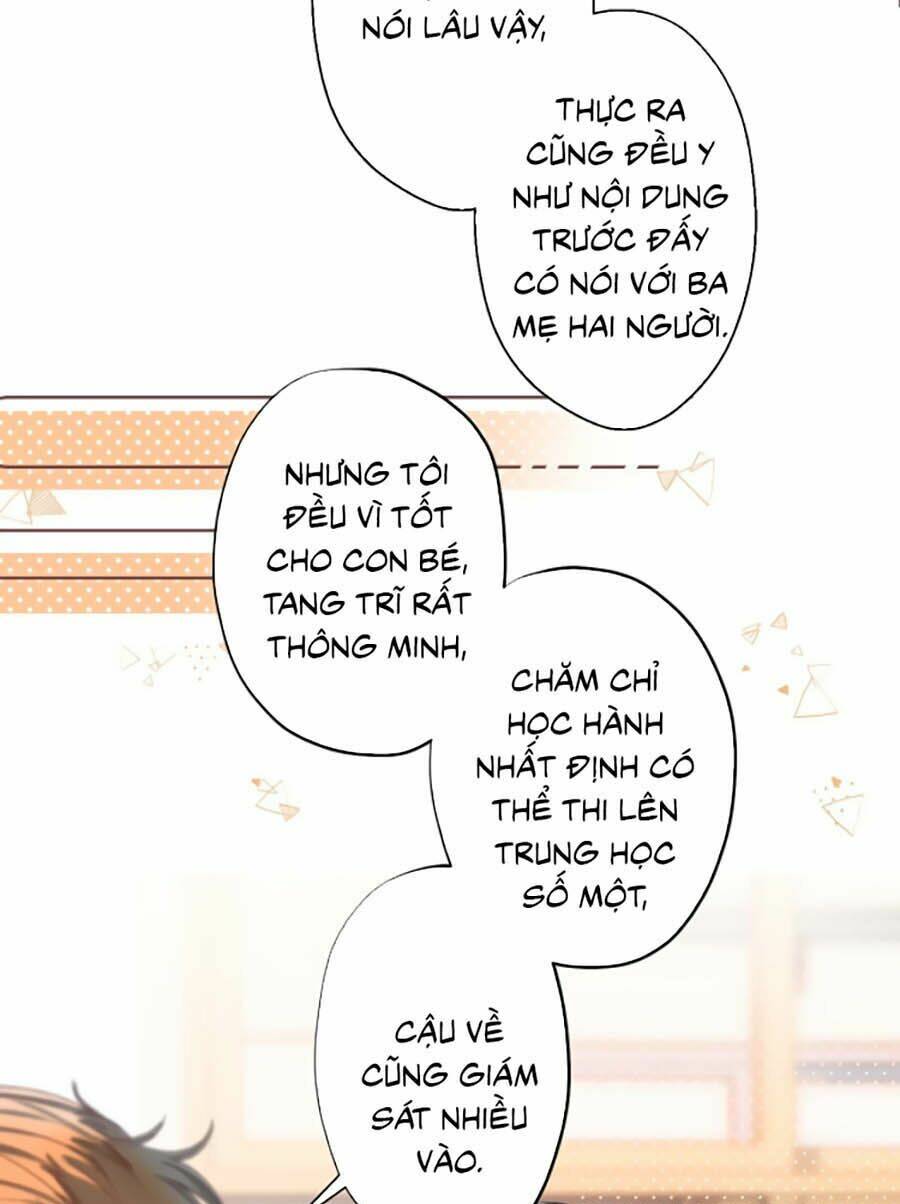 NÓI LÂU VẬY,
THỰC RA
CŨNG ĐỀU Y
NHƯ NỘI DUNG
TRƯỚC ĐẤY
CÓ NÓI VỚI BA
MẸ HAI NGƯỜI.
NHƯNG TÔI
ĐỀU VÌ TỐT
CHO CON BÉ,
TANG TRĨ RẤT
THÔNG MINH,
CHĂM CHỈ
HỌC HÀNH
NHẤT ĐỊNH CÓ
THỂ THI LÊN
TRUNG HỌC
SỐ MỘT,
CẬU VỀ
CŨNG GIÁM
SÁT NHIỀU
VÀO.